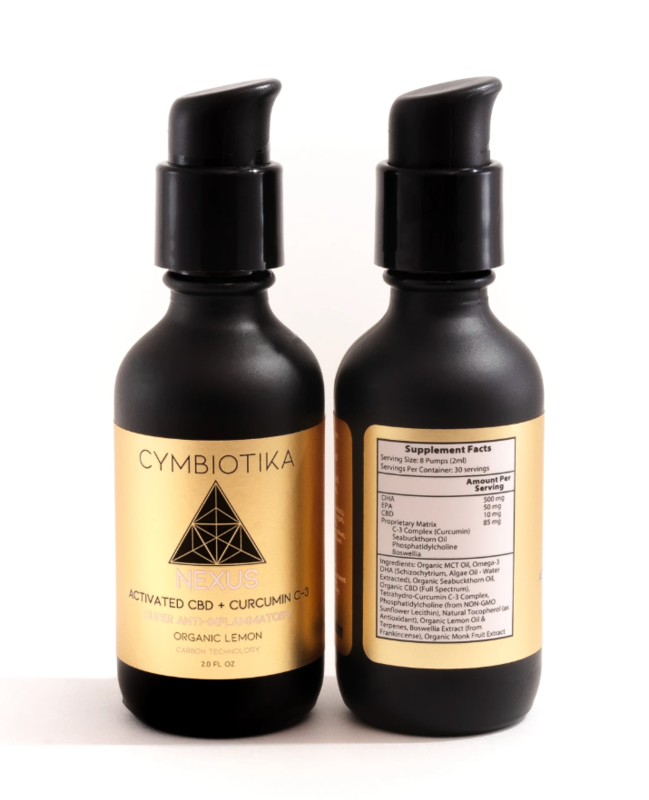 CYMBIOTIKA
NEXUS
ACTIVATED CBD + CURCUMIN C-3
SUPER ANTI-INFLAMMATORY
ORGANIC LEMON
CARBON TECHNOLOGY
2.0 FL OZ
Supplement Facts
Serving Size: 8 Pumps (2ml)
Servings Per Container: 30 servings
Amount Per
Serving
DHA 500 mg
EPA 50 mg
CBD 10 mg
Proprietary Matrix 85 mg
C-3 Complex (Curcumin)
Seabuckthorn Oil
Phosphatidylcholine
Boswellia
Ingredients: Organic MCT Oil, Omega-3
DHA (Schizochytrium, Algae Oil - Water
Extracted), Organic Seabuckthorn Oil,
Organic CBD (Full Spectrum),
Tetrahydro-Curcumin C-3 Complex,
Phosphatidylcholine (from NON-GMO
Sunflower Lecithin), Natural Tocopherol (as
Antioxidant), Organic Lemon Oil &
Terpenes, Boswellia Extract (from
Frankincense), Organic Monk Fruit Extract